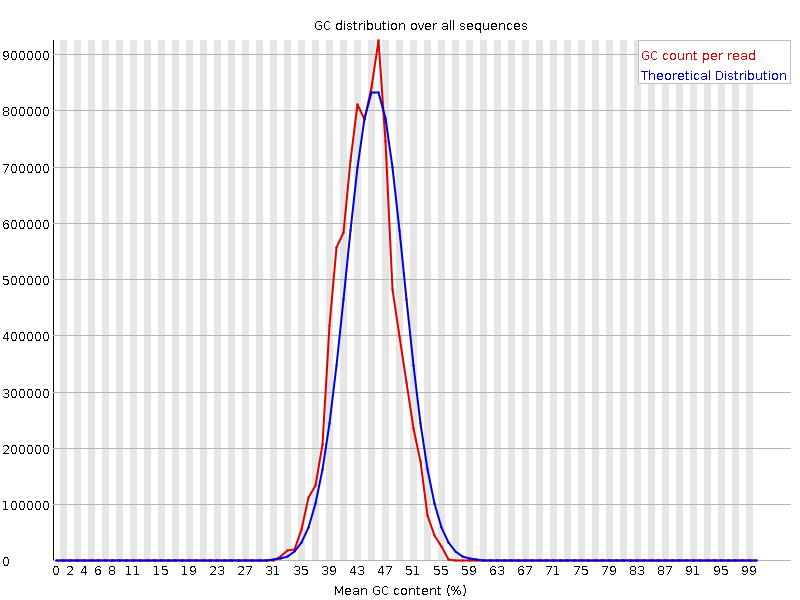 GC distribution over all sequences
GC count per read
Theoretical Distribution
900000
800000
700000
600000
500000
400000
300000
200000
100000
0
0 2 4 6 8 11 15 19 23 27 31 35 39 43 47 51 55 59 63 67 71 75 79 83 87 91 95 99
Mean GC content (%)